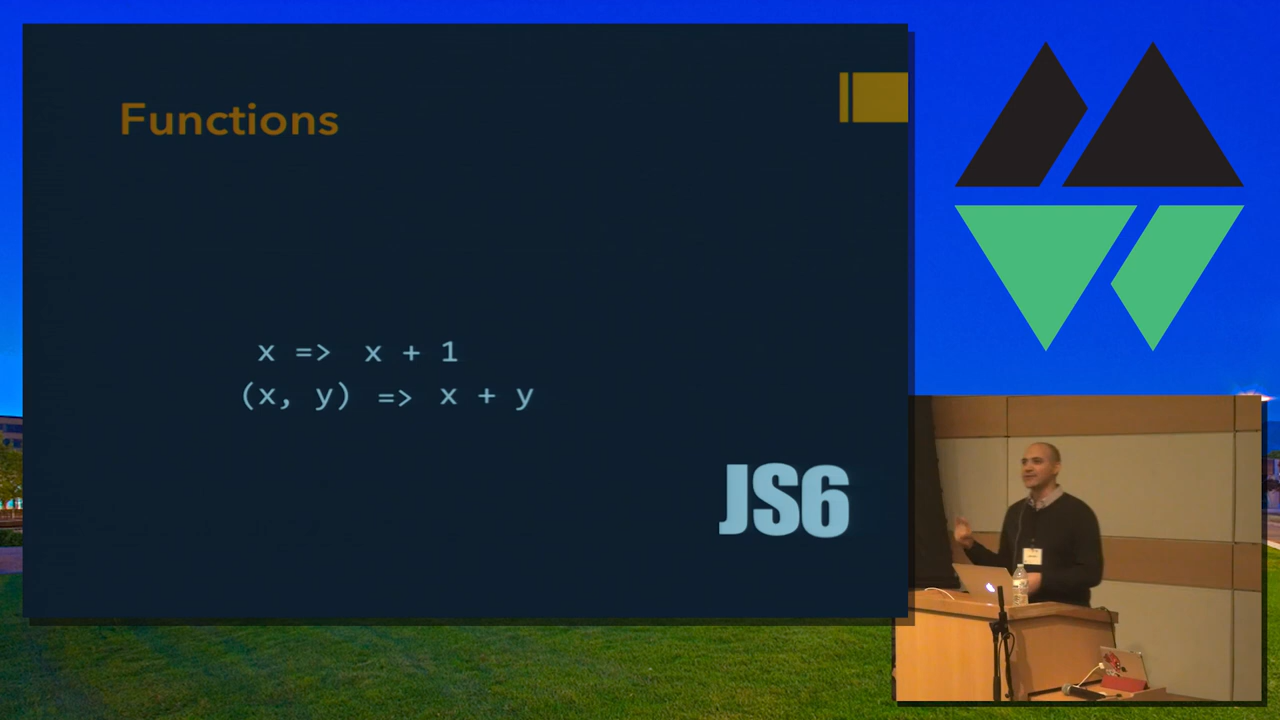 Functions
x => x + 1
(x, y) => x + y
JS6